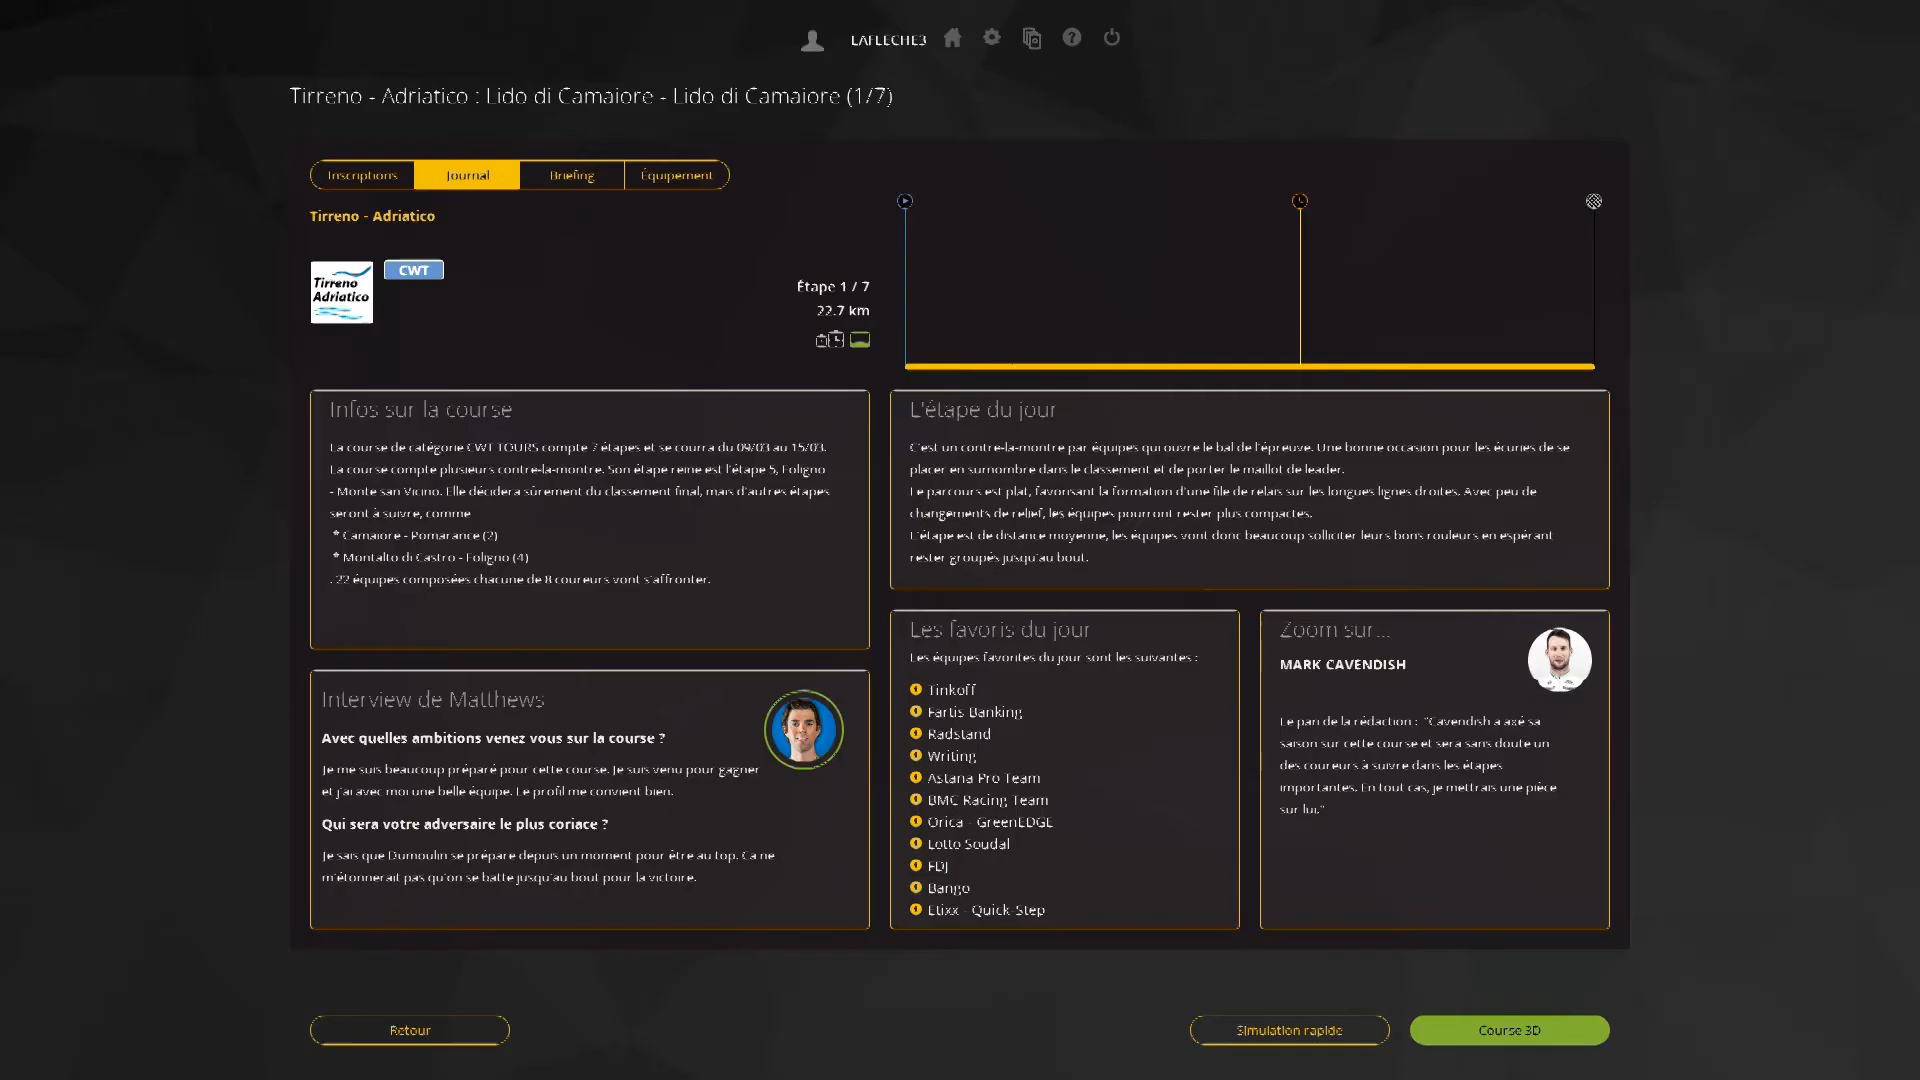 LAFLECHE3
Tirreno - Adriatico : Lido di Camaiore - Lido di Camaiore (1/7)
Inscriptions
Journal
Briefing
Équipement
Tirreno - Adriatico
Tirreno
Adriatico
CWT
Étape 1 / 7
22.7 km
Infos sur la course
La course de catégorie CWT TOURS compte 7 étapes et se courra du 09/03 au 15/03.
La course compte plusieurs contre-la-montre. Son étape reine est l'étape 5, Foligno
- Monte san Vicino. Elle décidera sûrement du classement final, mais d'autres étapes
seront à suivre, comme
* Camaiore - Pomarance (2)
* Montalto di Castro - Foligno (4)
. 22 équipes composées chacune de 8 coureurs vont s'affronter.
L'étape du jour
C'est un contre-la-montre par équipes qui ouvre le bal de l'épreuve. Une bonne occasion pour les écuries de se
placer en surnombre dans le classement et de porter le maillot de leader.
Le parcours est plat, favorisant la formation d'une file de relais sur les longues lignes droites. Avec peu de
changements de relief, les équipes pourront rester plus compactes.
L'étape est de distance moyenne, les équipes vont donc beaucoup solliciter leurs bons rouleurs en espérant
rester groupés jusqu'au bout.
Interview de Matthews
Avec quelles ambitions venez vous sur la course ?
Je me suis beaucoup préparé pour cette course. Je suis venu pour gagner
et j'ai avec moi une belle équipe. Le profil me convient bien.
Qui sera votre adversaire le plus coriace ?
Je sais que Dumoulin se prépare depuis un moment pour être au top. Ca ne
m'étonnerait pas qu'on se batte jusqu'au bout pour la victoire.
Les favoris du jour
Les équipes favorites du jour sont les suivantes :
Tinkoff
Fartis Banking
Radstand
Writing
Astana Pro Team
BMC Racing Team
Orica - GreenEDGE
Lotto Soudal
FDJ
Bango
Etixx - Quick-Step
Zoom sur...
MARK CAVENDISH
Le pari de la rédaction : "Cavendish a axé sa
saison sur cette course et sera sans doute un
des coureurs à suivre dans les étapes
importantes. En tout cas, je mettrais une pièce
sur lui."
Retour
Simulation rapide
Course 3D